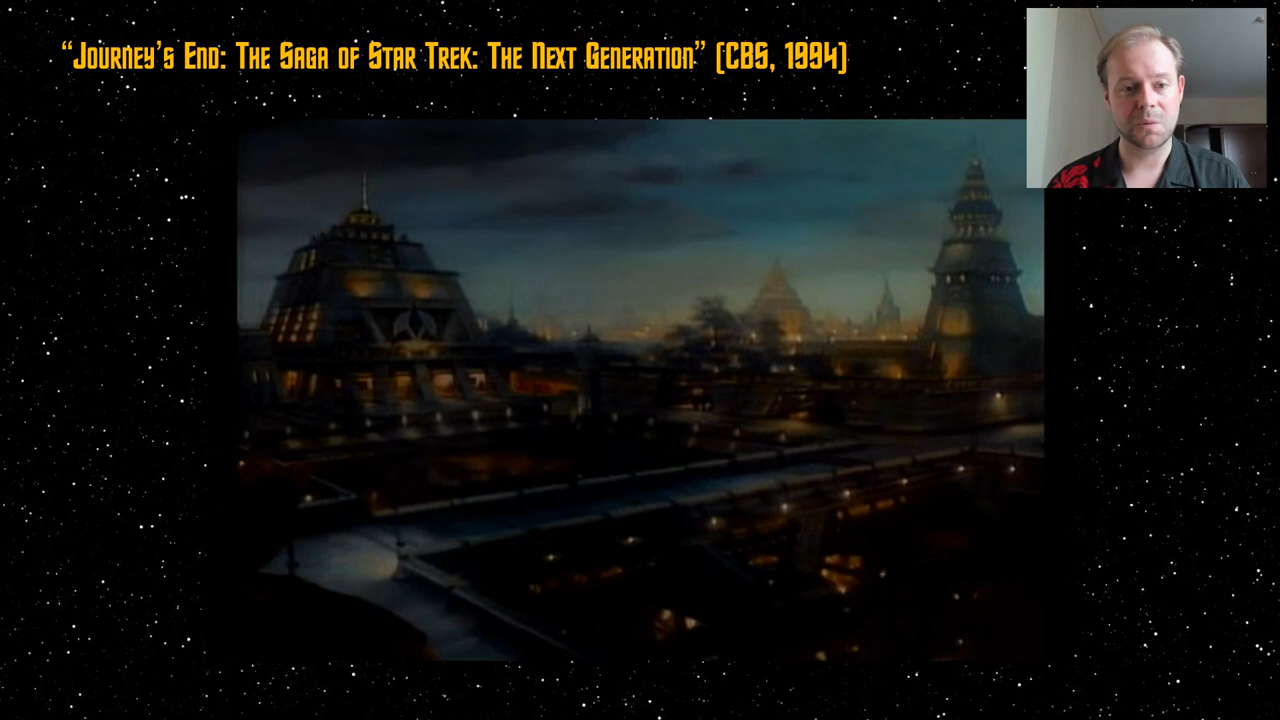 “Journey’s End: The Saga of Star Trek: The Next Generation” (CBS, 1994)